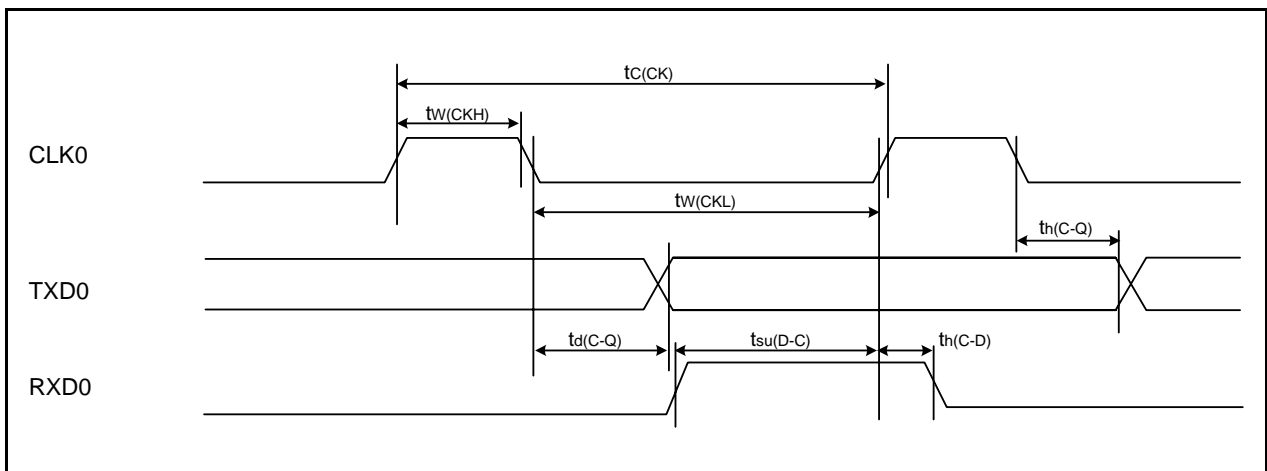 tC(CK)
tW(CKH)
CLK0
tW(CKL)
th(C-Q)
TXD0
td(C-Q)
tsu(D-C)
th(C-D)
RXD0